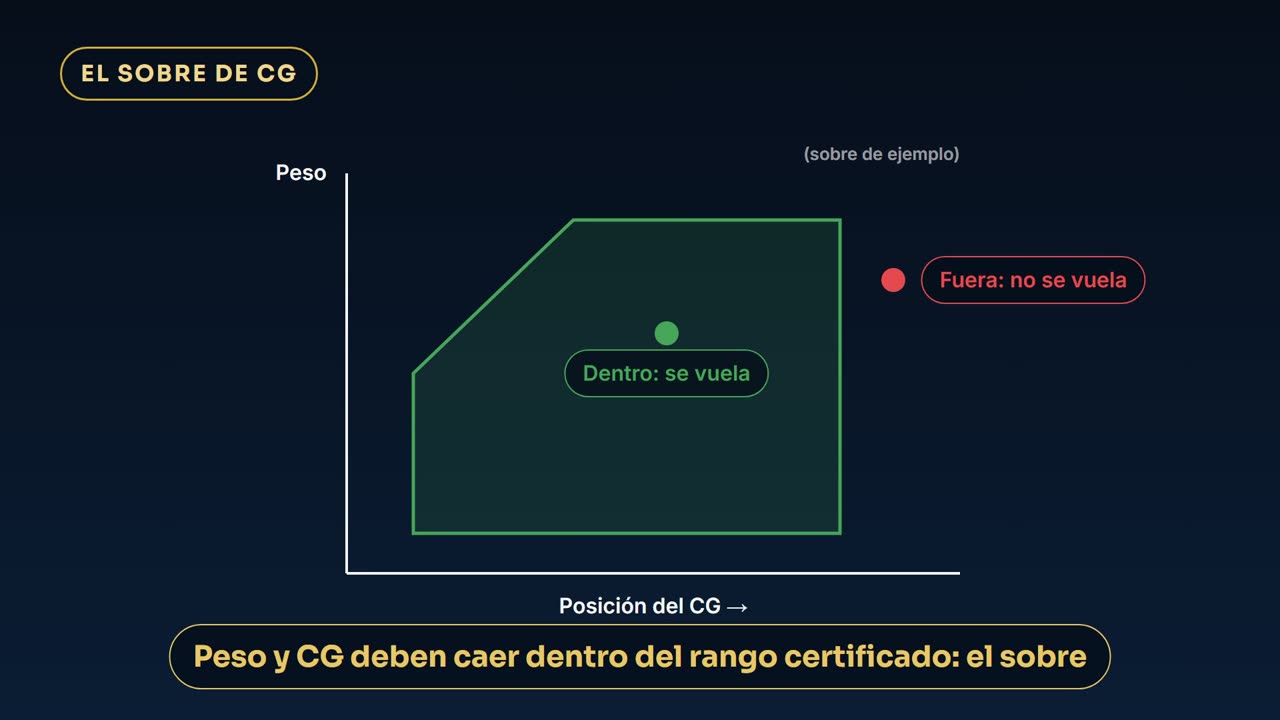 EL SOBRE DE CG
(sobre de ejemplo)
Peso
Fuera: no se vuela
Dentro: se vuela
Posición del CG →
Peso y CG deben caer dentro del rango certificado: el sobre